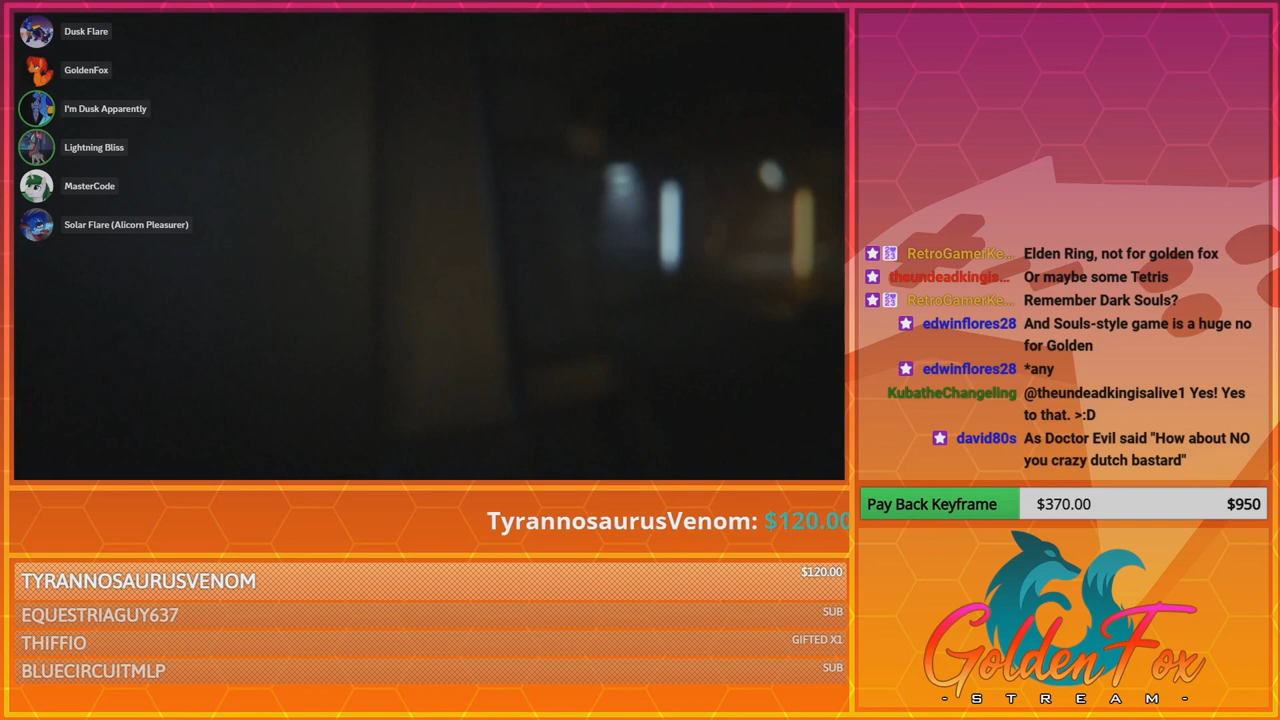 Dusk Flare
GoldenFox
I'm Dusk Apparently
Lightning Bliss
MasterCode
Solar Flare (Alicorn Pleasurer)
RetroGamerKe... Elden Ring, not for golden fox
theundeadkingis... Or maybe some Tetris
RetroGamerKe... Remember Dark Souls?
edwinflores28 And Souls-style game is a huge no
for Golden
edwinflores28 *any
KubatheChangeling @theundeadkingisalive1 Yes! Yes
to that. >:D
david80s As Doctor Evil said "How about NO
you crazy dutch bastard"
Pay Back Keyframe $370.00 $950
TyrannosaurusVenom: $120.00
TYRANNOSAURUSVENOM $120.00
EQUESTRIAGUY637 SUB
THIFFIO GIFTED X1
BLUECIRCUITMLP SUB
GoldenFox
- STREAM -